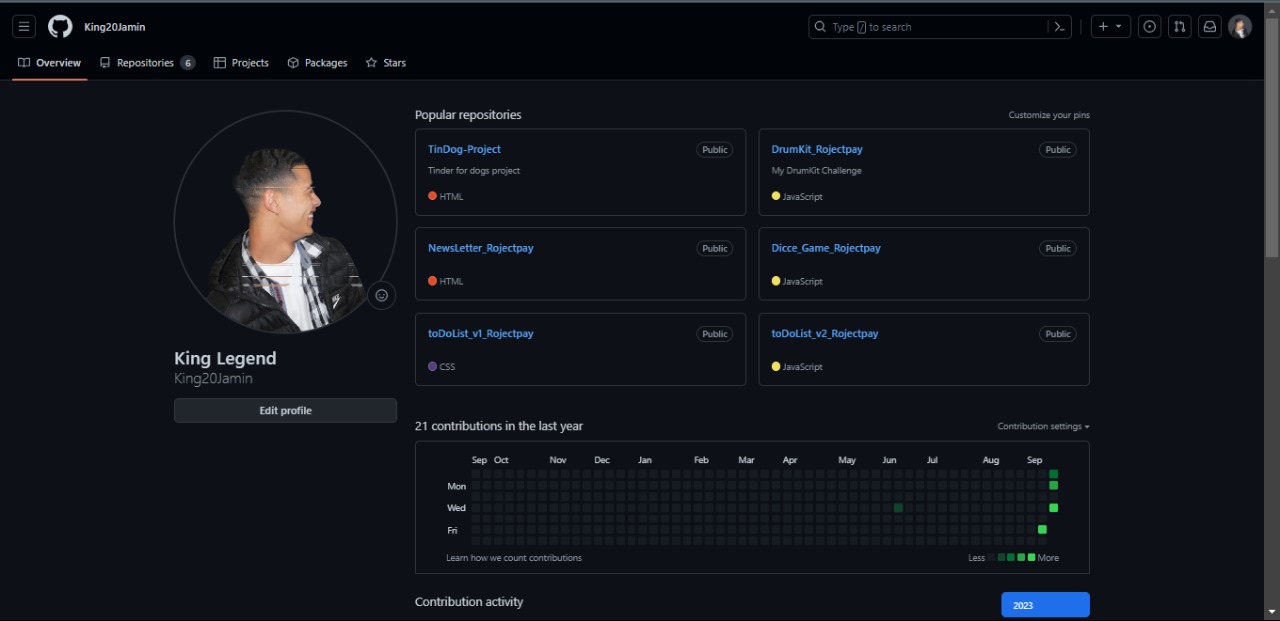 King20Jamin
Type / to search
Overview Repositories 6 Projects Packages Stars
Popular repositories Customize your pins
TinDog-Project Public
Tinder for dogs project
HTML
DrumKit_Rojectpay Public
My DrumKit Challenge
JavaScript
NewsLetter_Rojectpay Public
HTML
Dicce_Game_Rojectpay Public
JavaScript
toDoList_v1_Rojectpay Public
CSS
toDoList_v2_Rojectpay Public
JavaScript
King Legend
King20Jamin
Edit profile
21 contributions in the last year Contribution settings
Sep Oct Nov Dec Jan Feb Mar Apr May Jun Jul Aug Sep
Mon
Wed
Fri
Learn how we count contributions Less More
Contribution activity 2023